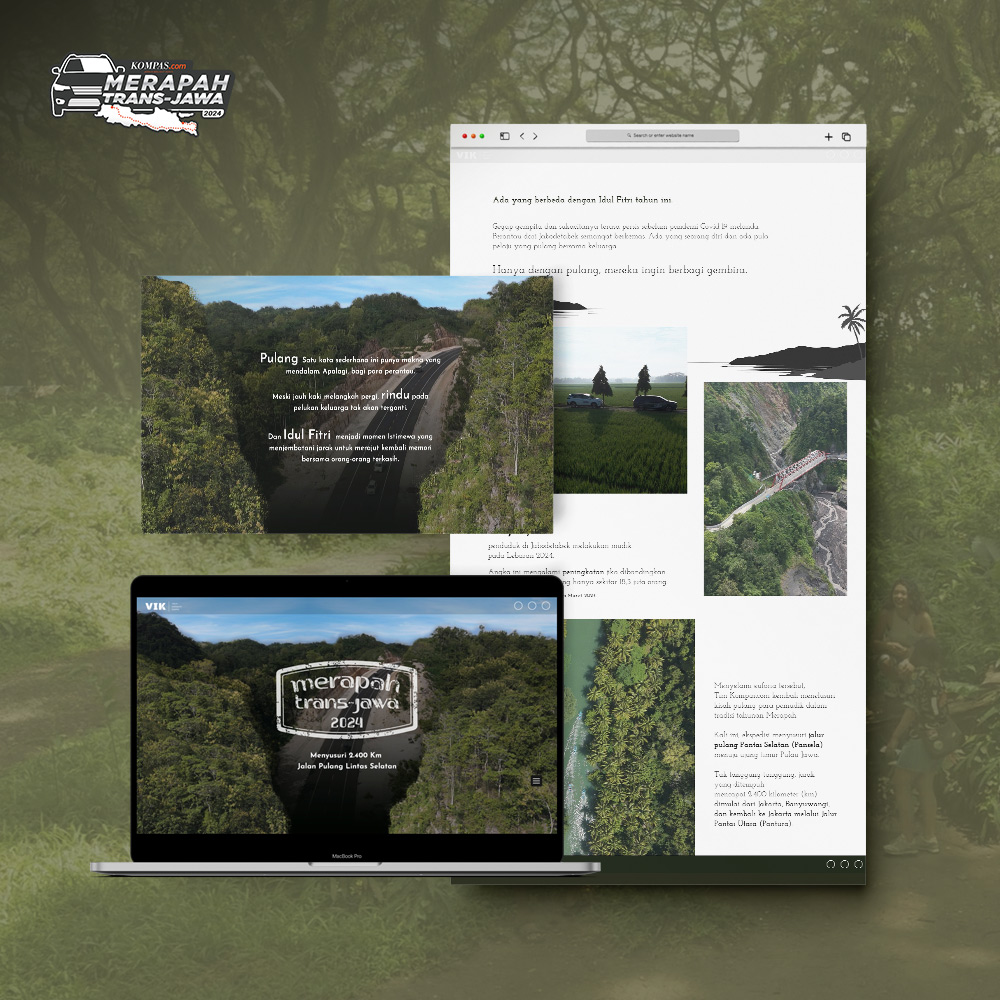 KOMPAS.com
MERAPAH
TRANS-JAWA
2024
Search or enter website name
VIK
Ada yang berbeda dengan Idul Fitri tahun ini.
Gegap gempita dan sukacitanya terasa persis sebelum pandemi Covid-19 melanda.
Perantau dari Jabodetabek semangat berkemas. Ada yang seorang diri dan ada pula
pelaju yang pulang bersama keluarga.
Hanya dengan pulang, mereka ingin berbagi gembira.
Pulang Satu kata sederhana ini punya makna yang
mendalam. Apalagi, bagi para perantau.
Meski jauh kaki melangkah pergi, rindu pada
pelukan keluarga tak akan terganti.
Dan Idul Fitri menjadi momen istimewa yang
menjembatani jarak untuk merajut kembali memori
bersama orang-orang terkasih.
penduduk di Jabodetabek melakukan mudik
pada Lebaran 2024.
Angka ini mengalami peningkatan jika dibandingkan
hanya sekitar 18,3 juta orang.
Maret 2024
VIK
merapah
trans-jawa
2024
Menyusuri 2.400 Km
Jalan Pulang Lintas Selatan
MacBook Pro
Menyelami euforia tersebut,
Tim Kompascom kembali menelusuri
kisah pulang para pemudik dalam
tradisi tahunan Merapah.
Kali ini, ekspedisi menyusuri jalur
pulang Pantai Selatan (Pansela)
menuju ujung timur Pulau Jawa.
Tak tanggung-tanggung, jarak
yang ditempuh
mencapai 2.400 kilometer (km)
dimulai dari Jakarta, Banyuwangi,
dan kembali ke Jakarta melalui Jalur
Pantai Utara (Pantura).